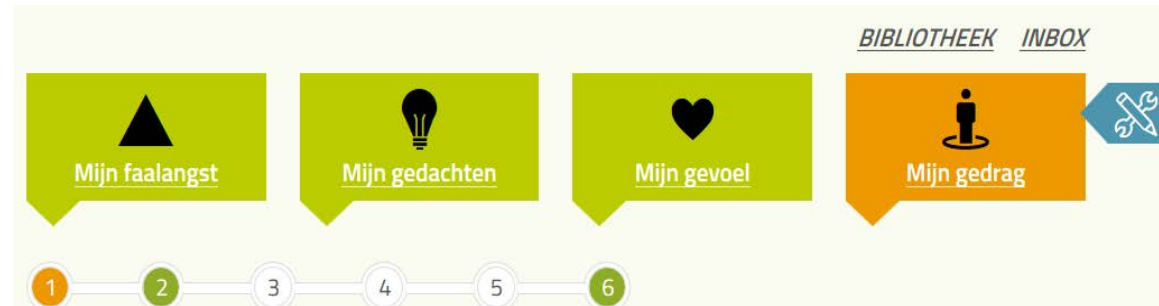 BIBLIOTHEEK INBOX
Mijn faalangst Mijn gedachten Mijn gevoel Mijn gedrag
1 2 3 4 5 6